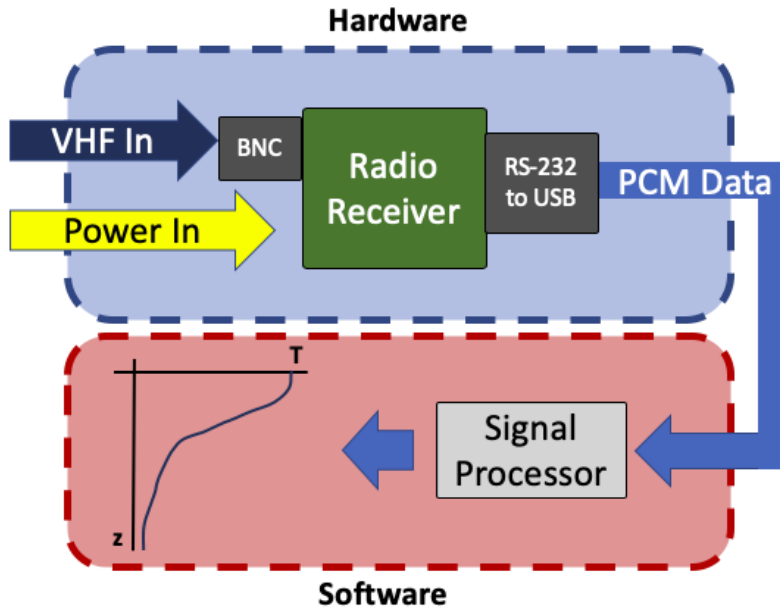 Hardware
VHF In
BNC
Radio
Receiver
RS-232
to USB
PCM Data
Power In
T
z
Signal
Processor
Software